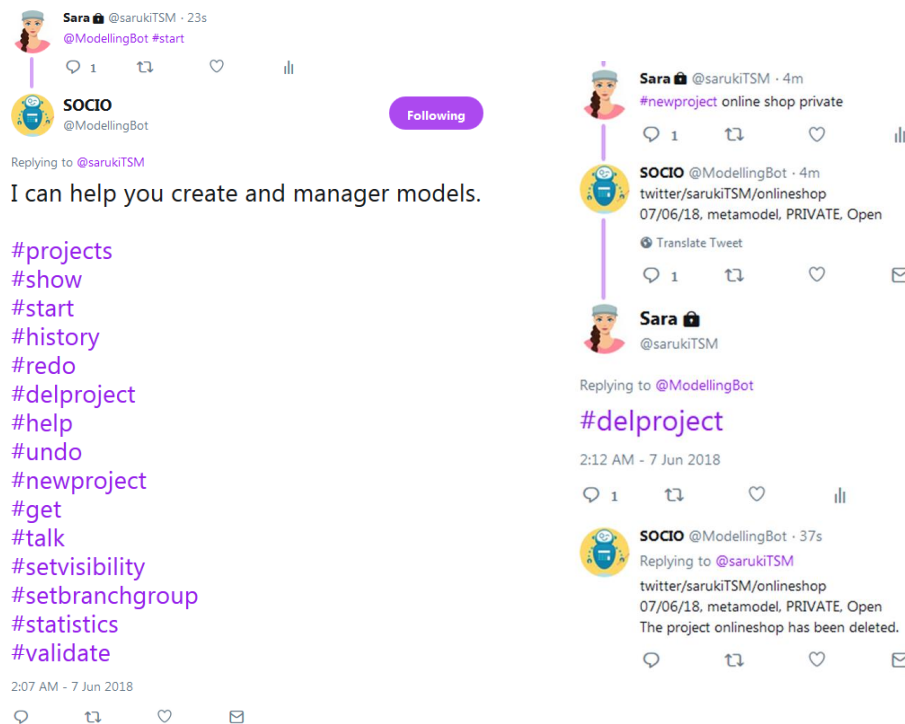 Sara @sarukiTSM · 23s
@ModellingBot #start
1
SOCIO
@ModellingBot
Following
Replying to @sarukiTSM
I can help you create and manager models.
#projects
#show
#start
#history
#redo
#delproject
#help
#undo
#newproject
#get
#talk
#setvisibility
#setbranchgroup
#statistics
#validate
2:07 AM - 7 Jun 2018
Sara @sarukiTSM · 4m
#newproject online shop private
1
SOCIO @ModellingBot · 4m
twitter/sarukiTSM/onlineshop
07/06/18, metamodel, PRIVATE, Open
Translate Tweet
1
Sara
@sarukiTSM
Replying to @ModellingBot
#delproject
2:12 AM - 7 Jun 2018
1
SOCIO @ModellingBot · 37s
Replying to @sarukiTSM
twitter/sarukiTSM/onlineshop
07/06/18, metamodel, PRIVATE, Open
The project onlineshop has been deleted.